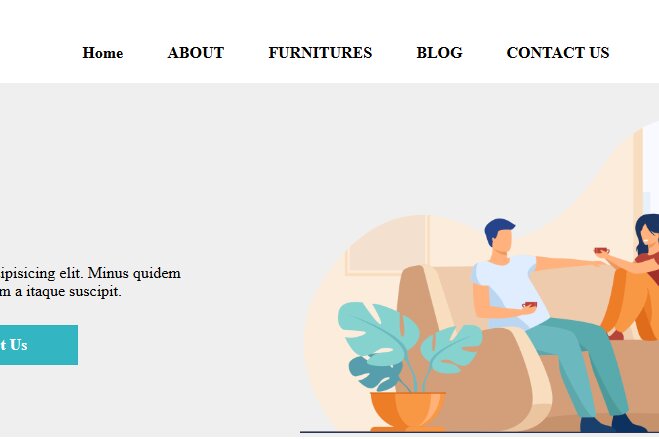 Home ABOUT FURNITURES BLOG CONTACT US
ipisicing elit. Minus quidem
m a itaque suscipit.
t Us